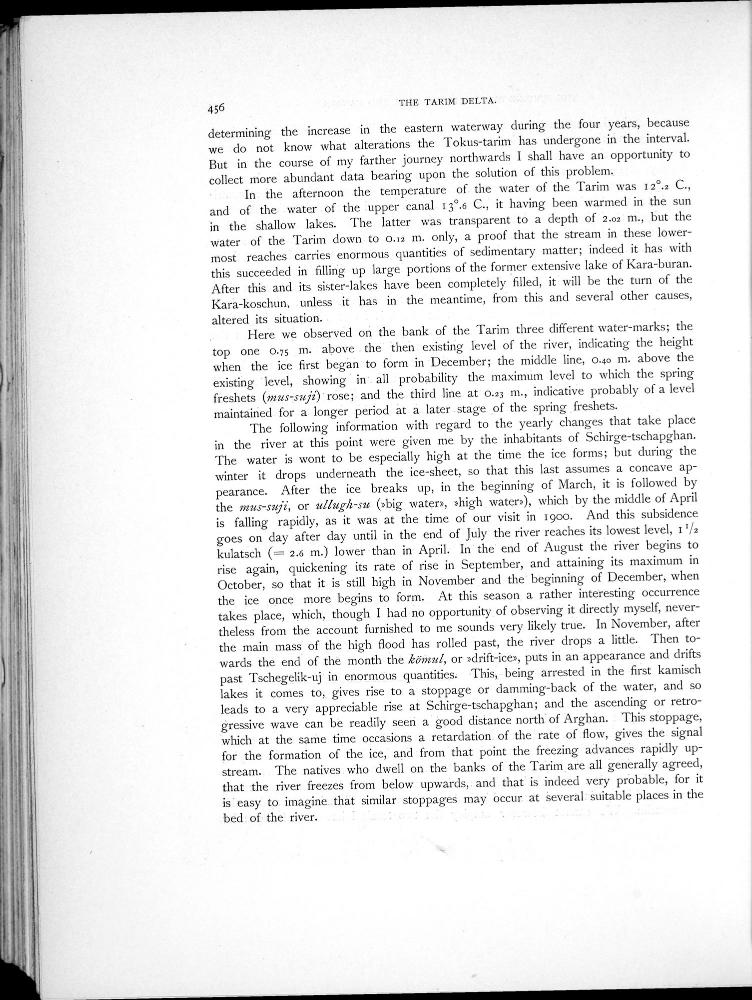 456
THE TARIM DELTA.
determining the increase in the eastern waterway during the four years, because
we do not know what alterations the Tokus-tarim has undergone in the interval.
But in the course of my farther journey northwards I shall have an opportunity to
collect more abundant data bearing upon the solution of this problem.
In the afternoon the temperature of the water of the Tarim was 12°.2 C.,
and of the water of the upper canal 13°.6 C., it having been warmed in the sun
in the shallow lakes. The latter was transparent to a depth of 2.02 m., but the
water of the Tarim down to 0.12 m. only, a proof that the stream in these lower-
most reaches carries enormous quantities of sedimentary matter; indeed it has with
this succeeded in filling up large portions of the former extensive lake of Kara-buran.
After this and its sister-lakes have been completely filled, it will be the turn of the
Kara-koschun, unless it has in the meantime, from this and several other causes,
altered its situation.
Here we observed on the bank of the Tarim three different water-marks; the
top one 0.75 m. above the then existing level of the river, indicating the height
when the ice first began to form in December; the middle line, 0.40 m. above the
existing level, showing in all probability the maximum level to which the spring
freshets (mus-suji) rose; and the third line at 0.23 m., indicative probably of a level
maintained for a longer period at a later stage of the spring freshets.
The following information with regard to the yearly changes that take place
in the river at this point were given me by the inhabitants of Schirge-tschapghan.
The water is wont to be especially high at the time the ice forms; but during the
winter it drops underneath the ice-sheet, so that this last assumes a concave ap-
pearance. After the ice breaks up, in the beginning of March, it is followed by
the mus-suji, or ullugh-su (»big water», »high water»), which by the middle of April
is falling rapidly, as it was at the time of our visit in 1900. And this subsidence
goes on day after day until in the end of July the river reaches its lowest level, 1 1/2
kulatsch (= 2.6 m.) lower than in April. In the end of August the river begins to
rise again, quickening its rate of rise in September, and attaining its maximum in
October, so that it is still high in November and the beginning of December, when
the ice once more begins to form. At this season a rather interesting occurrence
takes place, which, though I had no opportunity of observing it directly myself, never-
theless from the account furnished to me sounds very likely true. In November, after
the main mass of the high flood has rolled past, the river drops a little. Then to-
wards the end of the month the kömul, or »drift-ice», puts in an appearance and drifts
past Tschegelik-uj in enormous quantities. This, being arrested in the first kamisch
lakes it comes to, gives rise to a stoppage or damming-back of the water, and so
leads to a very appreciable rise at Schirge-tschapghan; and the ascending or retro-
gressive wave can be readily seen a good distance north of Arghan. This stoppage,
which at the same time occasions a retardation of the rate of flow, gives the signal
for the formation of the ice, and from that point the freezing advances rapidly up-
stream. The natives who dwell on the banks of the Tarim are all generally agreed,
that the river freezes from below upwards, and that is indeed very probable, for it
is easy to imagine that similar stoppages may occur at several suitable places in the
bed of the river.